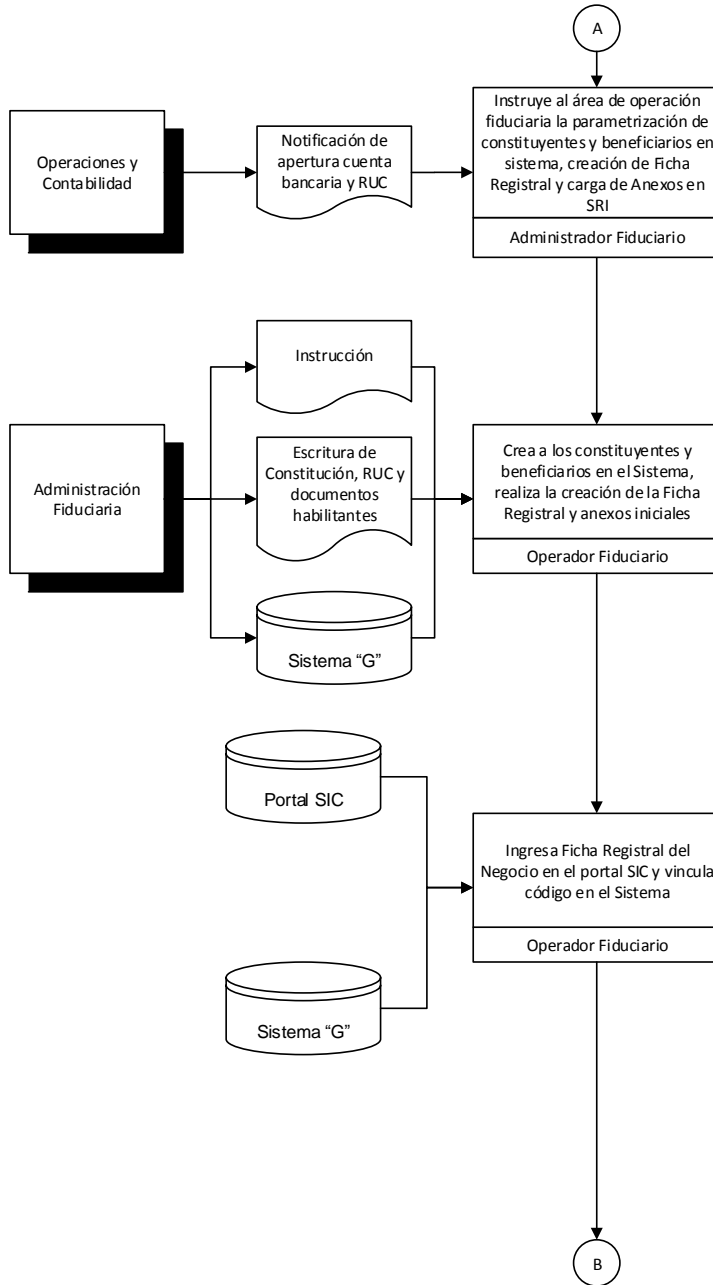 A
Operaciones y
Contabilidad
Notificación de
apertura cuenta
bancaria y RUC
Instruye al área de operación
fiduciaria la parametrización de
constituyentes y beneficiarios en
sistema, creación de Ficha
Registral y carga de Anexos en
SRI
Administrador Fiduciario
Instrucción
Administración
Fiduciaria
Escritura de
Constitución, RUC y
documentos
habilitantes
Crea a los constituyentes y
beneficiarios en el Sistema,
realiza la creación de la Ficha
Registral y anexos iniciales
Operador Fiduciario
Sistema “G”
Portal SIC
Ingresa Ficha Registral del
Negocio en el portal SIC y vincula
código en el Sistema
Operador Fiduciario
Sistema “G”
B